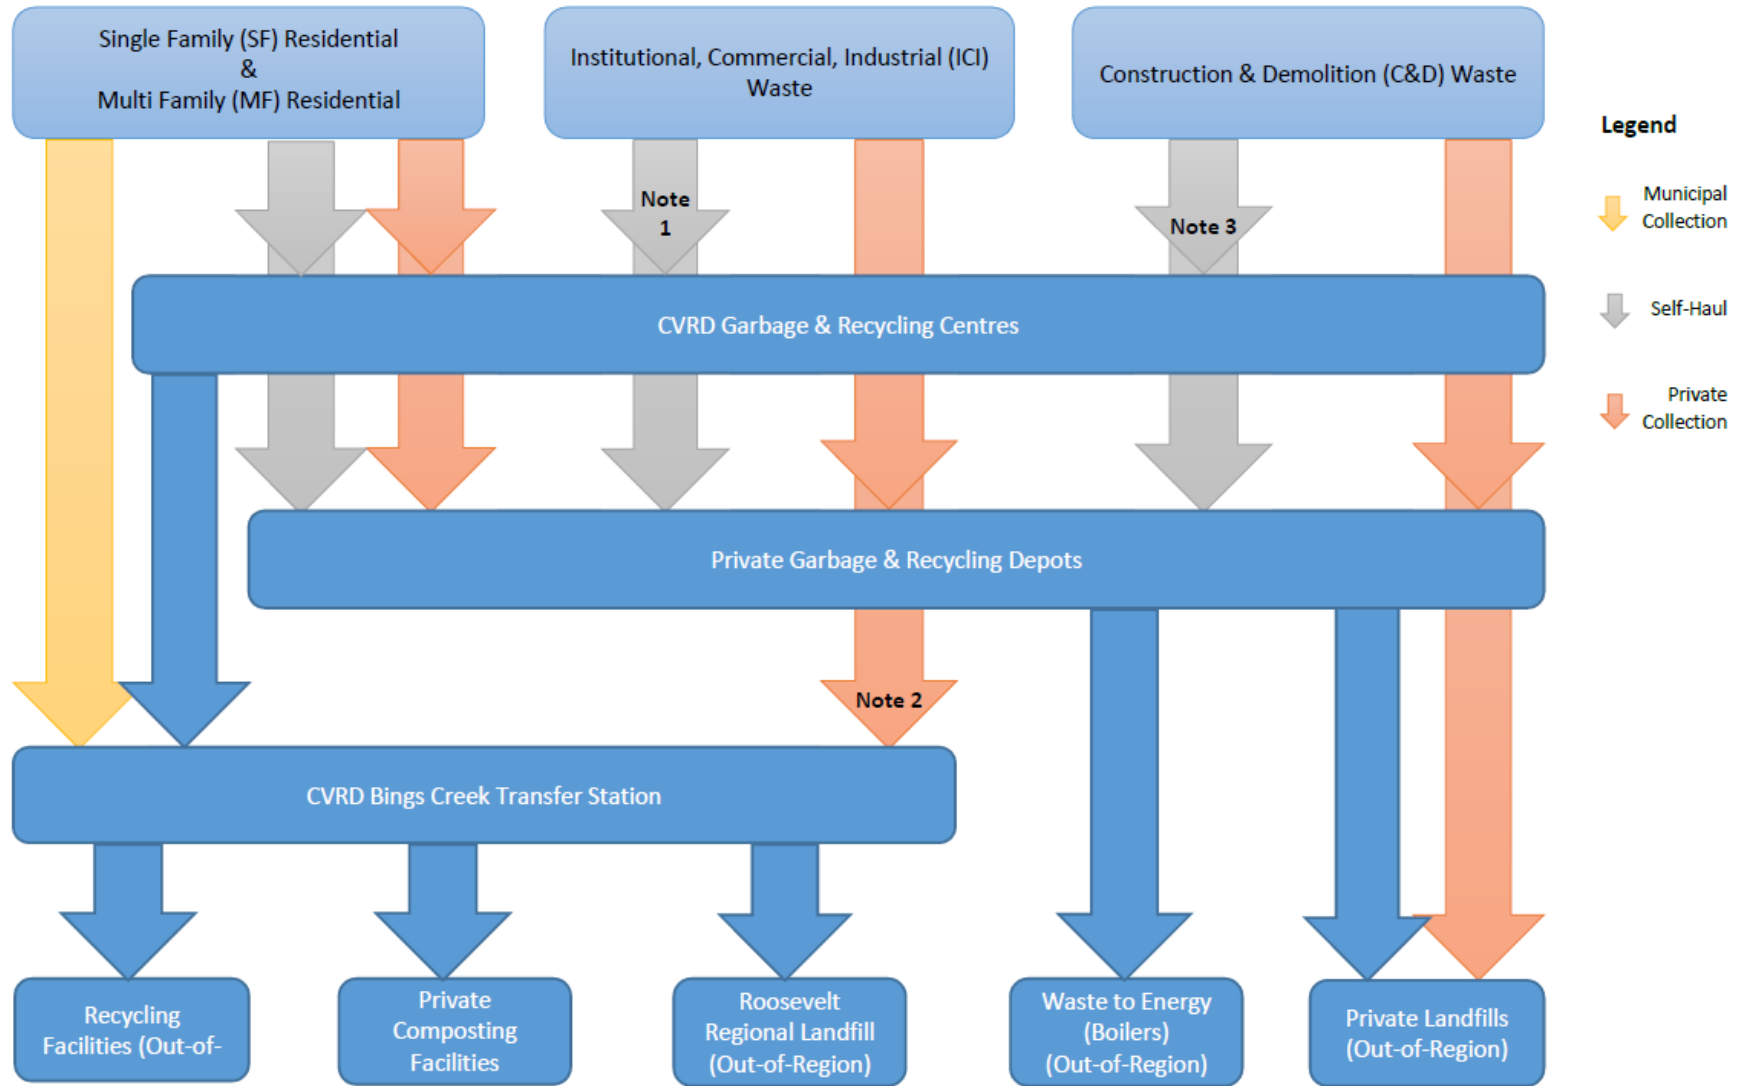 Single Family (SF) Residential
&
Multi Family (MF) Residential
Institutional, Commercial, Industrial (ICI)
Waste
Construction & Demolition (C&D) Waste
Legend
Municipal
Collection
Self-Haul
Private
Collection
Note
1
Note 3
CVRD Garbage & Recycling Centres
Private Garbage & Recycling Depots
Note 2
CVRD Bings Creek Transfer Station
Recycling
Facilities (Out-of-
Private
Composting
Facilities
Roosevelt
Regional Landfill
(Out-of-Region)
Waste to Energy
(Boilers)
(Out-of-Region)
Private Landfills
(Out-of-Region)